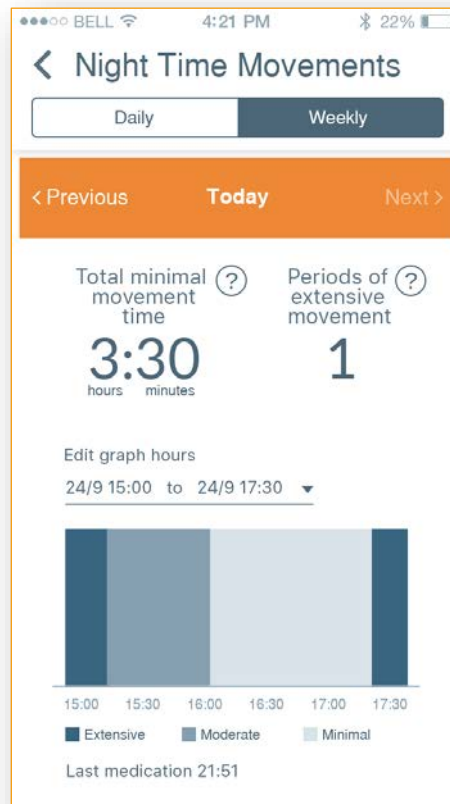 BELL 4:21 PM 22%
Night Time Movements
Daily Weekly
< Previous Today Next >
Total minimal movement time
?
3:30
hours minutes
Periods of extensive movement
?
1
Edit graph hours
24/9 15:00 to 24/9 17:30
15:00 15:30 16:00 16:30 17:00 17:30
Extensive Moderate Minimal
Last medication 21:51